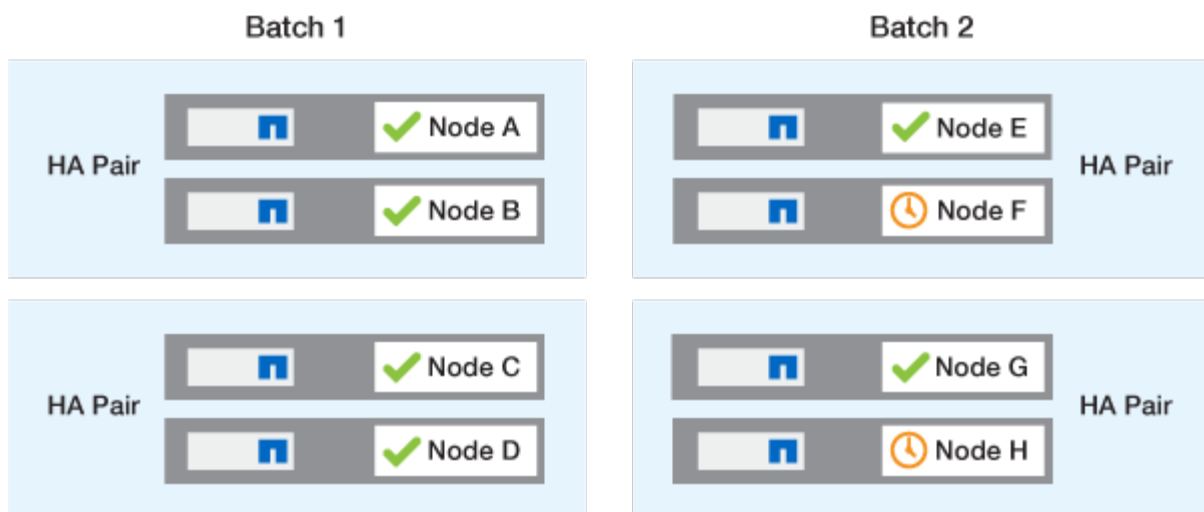 Batch 1
Batch 2
HA Pair
Node A
Node B
Node E
Node F
HA Pair
HA Pair
Node C
Node D
Node G
Node H
HA Pair